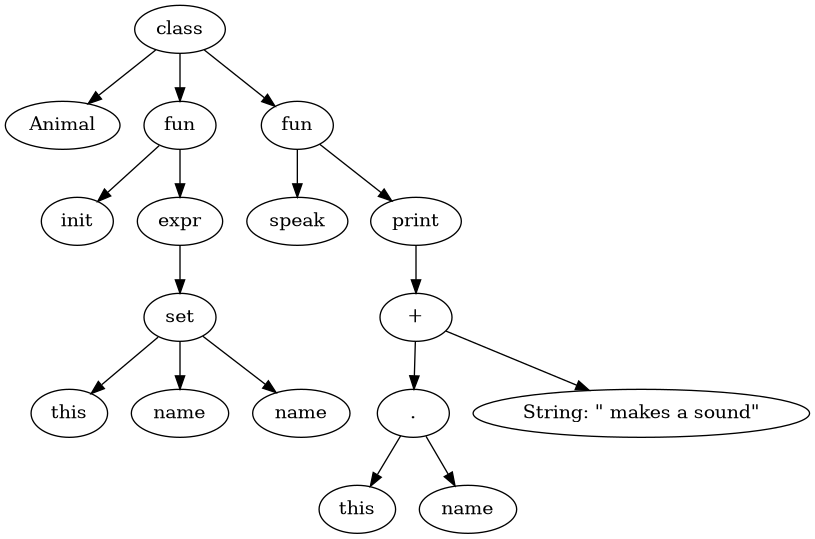 class
Animal fun fun
init expr speak print
set +
this name name . String: " makes a sound"
this name